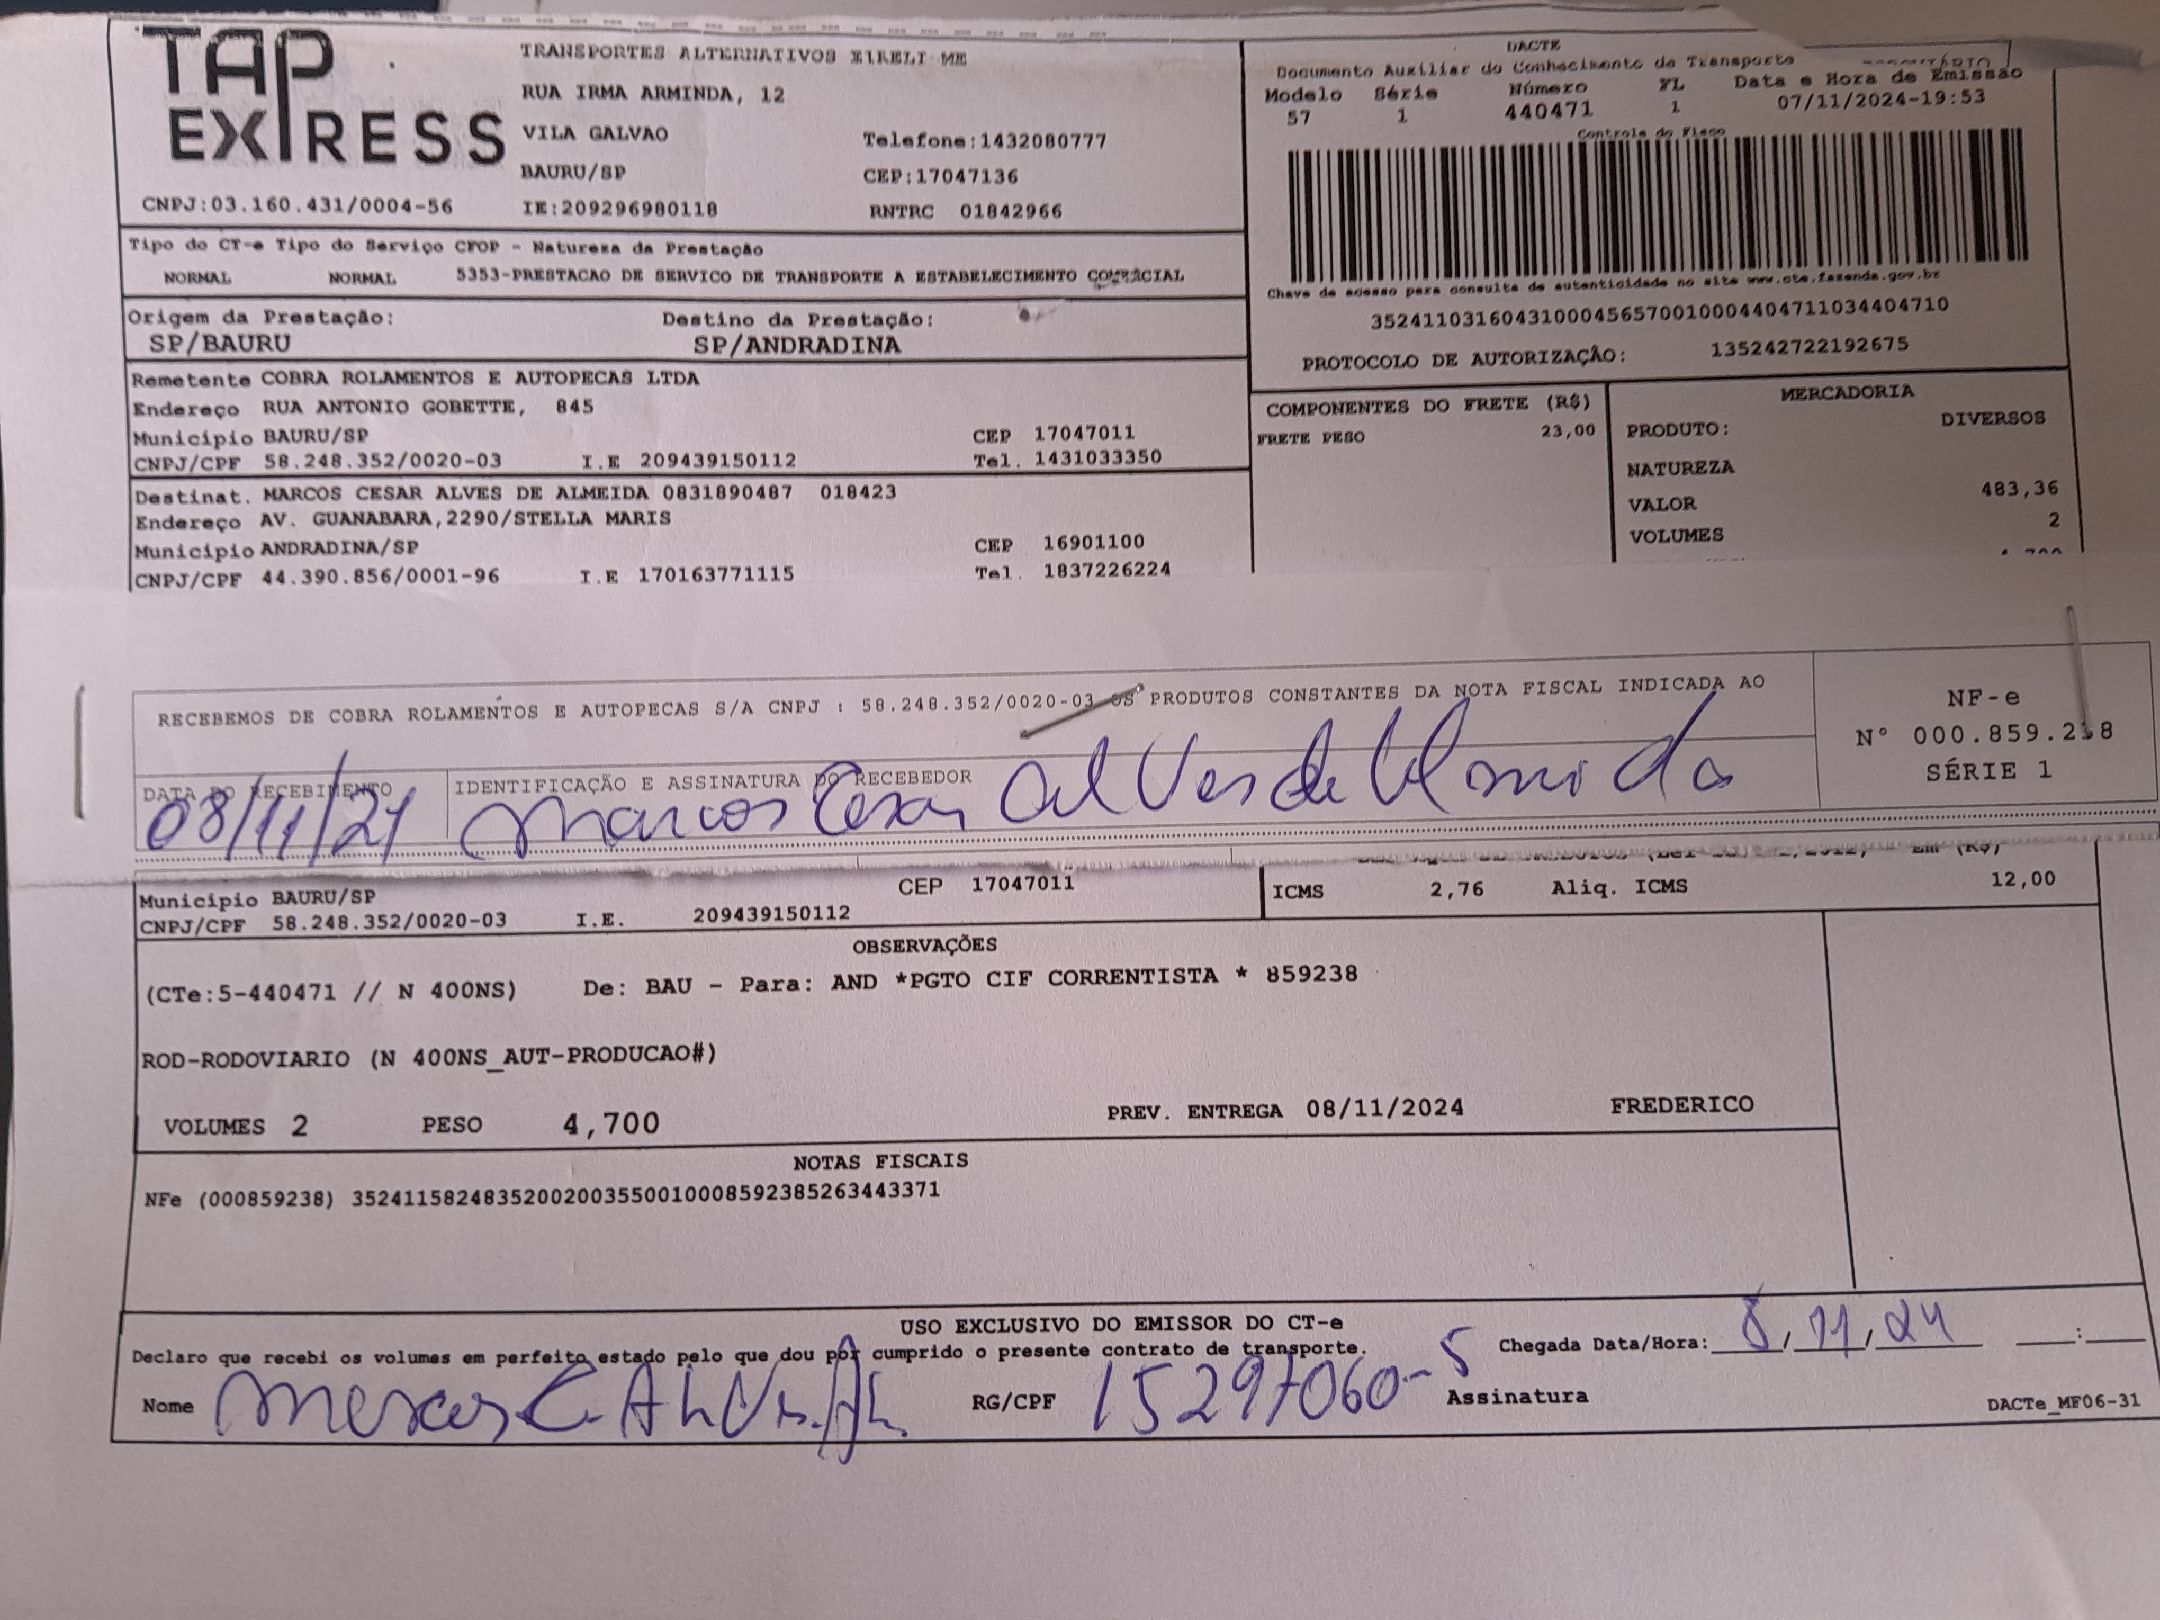 TAP EXPRESS
TRANSPORTES ALTERNATIVOS EIRELI ME
RUA IRMA ARMINDA, 12
VILA GALVAO Telefone:1432080777
BAURU/SP CEP:17047136
CNPJ:03.160.431/0004-56 IE:209296980118 RNTRC 01842966
DACTE
Documento Auxiliar do Conhecimento de Transporte
Modelo Série Número FL Data e Hora de Emissão
57 1 440471 1 07/11/2024-19:53
Controle do Fisco
Chave de acesso para consulta de autenticidade no site www.cte.fazenda.gov.br
35241103160431000456570010004404711034404710
PROTOCOLO DE AUTORIZAÇÃO: 135242722192675
Tipo do CT-e Tipo do Serviço CFOP - Natureza da Prestação
NORMAL NORMAL 5353-PRESTACAO DE SERVICO DE TRANSPORTE A ESTABELECIMENTO COMERCIAL
Origem da Prestação: Destino da Prestação:
SP/BAURU SP/ANDRADINA
Remetente COBRA ROLAMENTOS E AUTOPECAS LTDA
Endereço RUA ANTONIO GOBETTE, 845
Município BAURU/SP CEP 17047011
CNPJ/CPF 58.248.352/0020-03 I.E 209439150112 Tel. 1431033350
Destinat. MARCOS CESAR ALVES DE ALMEIDA 0831890487 018423
Endereço AV. GUANABARA,2290/STELLA MARIS
Município ANDRADINA/SP CEP 16901100
CNPJ/CPF 44.390.856/0001-96 I.E 170163771115 Tel. 1837226224
COMPONENTES DO FRETE (R$)
FRETE PESO 23,00
MERCADORIA
PRODUTO: DIVERSOS
NATUREZA
VALOR 483,36
VOLUMES 2
RECEBEMOS DE COBRA ROLAMENTOS E AUTOPECAS S/A CNPJ : 58.248.352/0020-03 OS PRODUTOS CONSTANTES DA NOTA FISCAL INDICADA AO
DATA DO RECEBIMENTO IDENTIFICAÇÃO E ASSINATURA DO RECEBEDOR
08/11/24 Marcos Cesar Alves de Almeida
NF-e
N° 000.859.238
SÉRIE 1
Município BAURU/SP CEP 17047011
CNPJ/CPF 58.248.352/0020-03 I.E. 209439150112
ICMS 2,76 Aliq. ICMS 12,00
OBSERVAÇÕES
(CTe:5-440471 // N 400NS) De: BAU - Para: AND *PGTO CIF CORRENTISTA * 859238
ROD-RODOVIARIO (N 400NS_AUT-PRODUCAO#)
VOLUMES 2 PESO 4,700 PREV. ENTREGA 08/11/2024 FREDERICO
NOTAS FISCAIS
NFe (000859238) 35241158248352002003550010008592385263443371
USO EXCLUSIVO DO EMISSOR DO CT-e
Declaro que recebi os volumes em perfeito estado pelo que dou por cumprido o presente contrato de transporte. Chegada Data/Hora: 8/11/24 __:__
Nome RG/CPF 15297060-5 Assinatura
DACTe_MF06-31